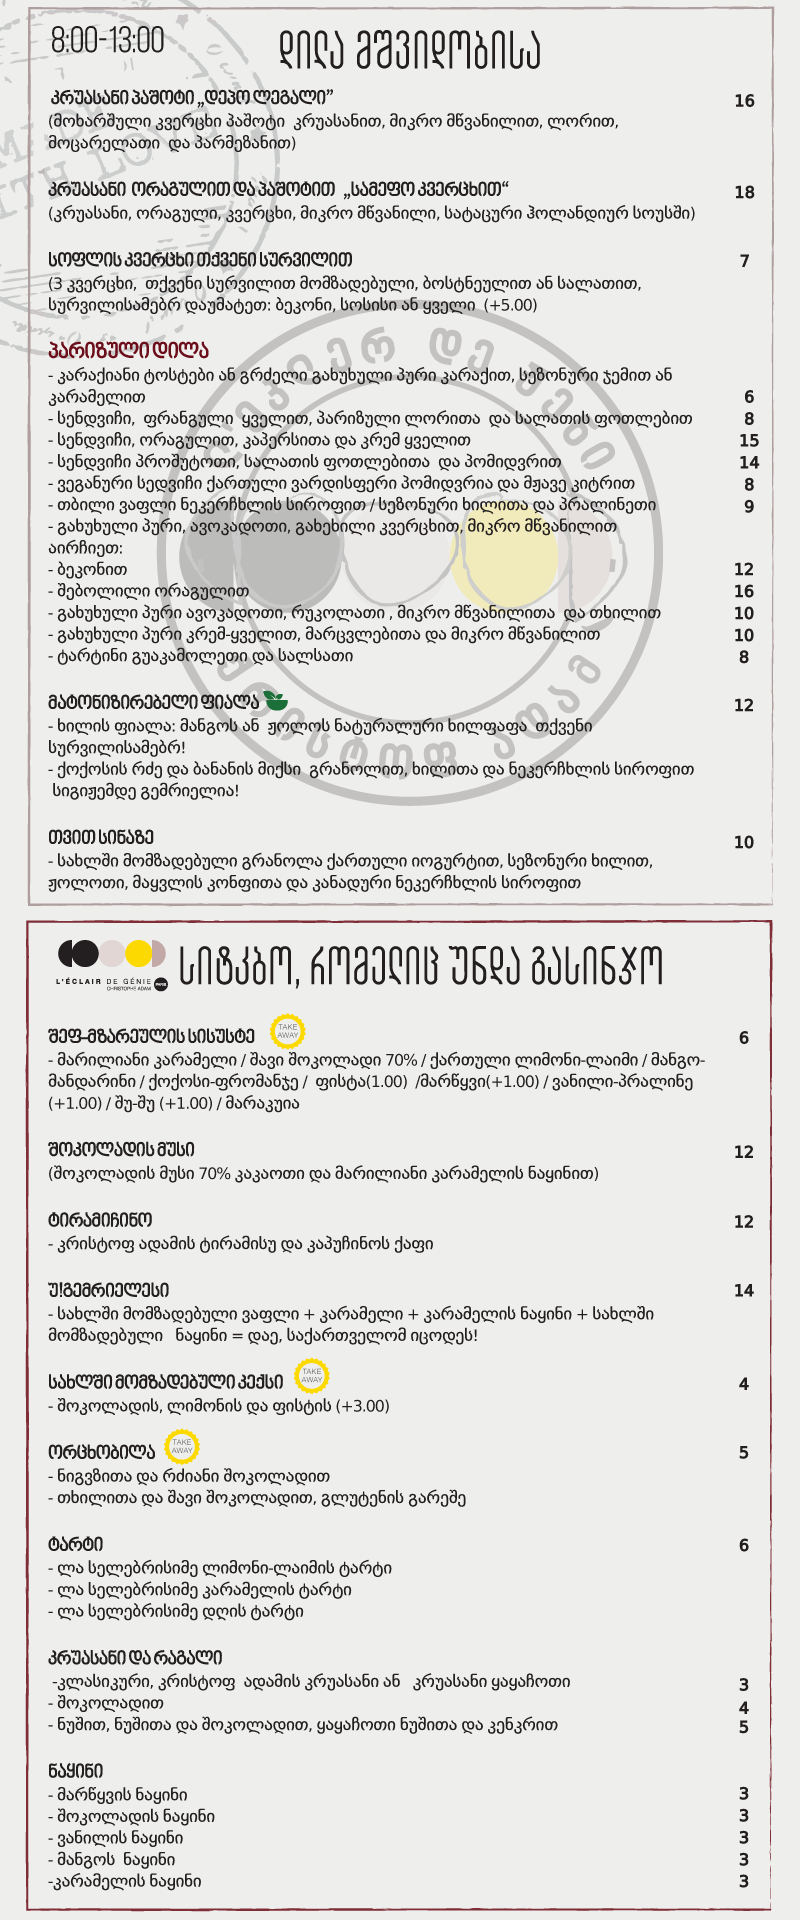 8:00-13:00
დილა მშვიდობისა
კრუასანი პაშოტი „დეპო ლეგალი”
16
(მოხარშული კვერცხი პაშოტი კრუასანით, მიკრო მწვანილით, ლორით,
მოცარელათი და პარმეზანით)
კრუასანი ორაგულით და პაშოტით „სამეფო კვერცხით“
18
(კრუასანი, ორაგული, კვერცხი, მიკრო მწვანილი, სატაცური ჰოლანდიურ სოუსში)
სოფლის კვერცხი თქვენი სურვილით
7
(3 კვერცხი, თქვენი სურვილით მომზადებული, ბოსტნეულით ან სალათით,
სურვილისამებრ დაუმატეთ: ბეკონი, სოსისი ან ყველი (+5.00)
პარიზული დილა
- კარაქიანი ტოსტები ან გრძელი გახუხული პური კარაქით, სეზონური ჯემით ან
კარამელით
6
- სენდვიჩი, ფრანგული ყველით, პარიზული ლორითა და სალათის ფოთლებით
8
- სენდვიჩი, ორაგულით, კაპერსითა და კრემ ყველით
15
- სენდვიჩი პროშუტოთი, სალათის ფოთლებითა და პომიდვრით
14
- ვეგანური სედვიჩი ქართული ვარდისფერი პომიდვრია და მჟავე კიტრით
8
- თბილი ვაფლი ნეკერჩხლის სიროფით / სეზონური ხილითა და პრალინეთი
9
- გახუხული პური, ავოკადოთი, გახეხილი კვერცხით, მიკრო მწვანილით
აირჩიეთ:
- ბეკონით
12
- შებოლილი ორაგულით
16
- გახუხული პური ავოკადოთი, რუკოლათი , მიკრო მწვანილითა და თხილით
10
- გახუხული პური კრემ-ყველით, მარცვლებითა და მიკრო მწვანილით
10
- ტარტინი გუაკამოლეთი და სალსათი
8
მატონიზირებელი ფიალა
12
- ხილის ფიალა: მანგოს ან ჟოლოს ნატურალური ხილფაფა თქვენი
სურვილისამებრ!
- ქოქოსის რძე და ბანანის მიქსი გრანოლით, ხილითა და ნეკერჩხლის სიროფით
სიგიჟემდე გემრიელია!
თვით სინაზე
10
- სახლში მომზადებული გრანოლა ქართული იოგურტით, სეზონური ხილით,
ჟოლოთი, მაყვლის კონფითა და კანადური ნეკერჩხლის სიროფით
L'ÉCLAIR DE GÉNIE
CHRISTOPHE ADAM
PARIS
სიტკბო, რომელიც უნდა გასინჯო
შეფ-მზარეულის სისუსტე
TAKE
AWAY
6
- მარილიანი კარამელი / შავი შოკოლადი 70% / ქართული ლიმონი-ლაიმი / მანგო-
მანდარინი / ქოქოსი-ფრომანჯე / ფისტა(1.00) /მარწყვი(+1.00) / ვანილი-პრალინე
(+1.00) / შუ-შუ (+1.00) / მარაკუია
შოკოლადის მუსი
12
(შოკოლადის მუსი 70% კაკაოთი და მარილიანი კარამელის ნაყინით)
ტირამიჩინო
12
- კრისტოფ ადამის ტირამისუ და კაპუჩინოს ქაფი
უ!გემრიელესი
14
- სახლში მომზადებული ვაფლი + კარამელი + კარამელის ნაყინი + სახლში
მომზადებული ნაყინი = დაე, საქართველომ იცოდეს!
სახლში მომზადებული კექსი
TAKE
AWAY
4
- შოკოლადის, ლიმონის და ფისტის (+3.00)
ორცხობილა
TAKE
AWAY
5
- ნიგვზითა და რძიანი შოკოლადით
- თხილითა და შავი შოკოლადით, გლუტენის გარეშე
ტარტი
6
- ლა სელებრისიმე ლიმონი-ლაიმის ტარტი
- ლა სელებრისიმე კარამელის ტარტი
- ლა სელებრისიმე დღის ტარტი
კრუასანი და რაგალი
-კლასიკური, კრისტოფ ადამის კრუასანი ან კრუასანი ყაყაჩოთი
3
- შოკოლადით
4
- ნუშით, ნუშითა და შოკოლადით, ყაყაჩოთი ნუშითა და კენკრით
5
ნაყინი
- მარწყვის ნაყინი
3
- შოკოლადის ნაყინი
3
- ვანილის ნაყინი
3
- მანგოს ნაყინი
3
-კარამელის ნაყინი
3